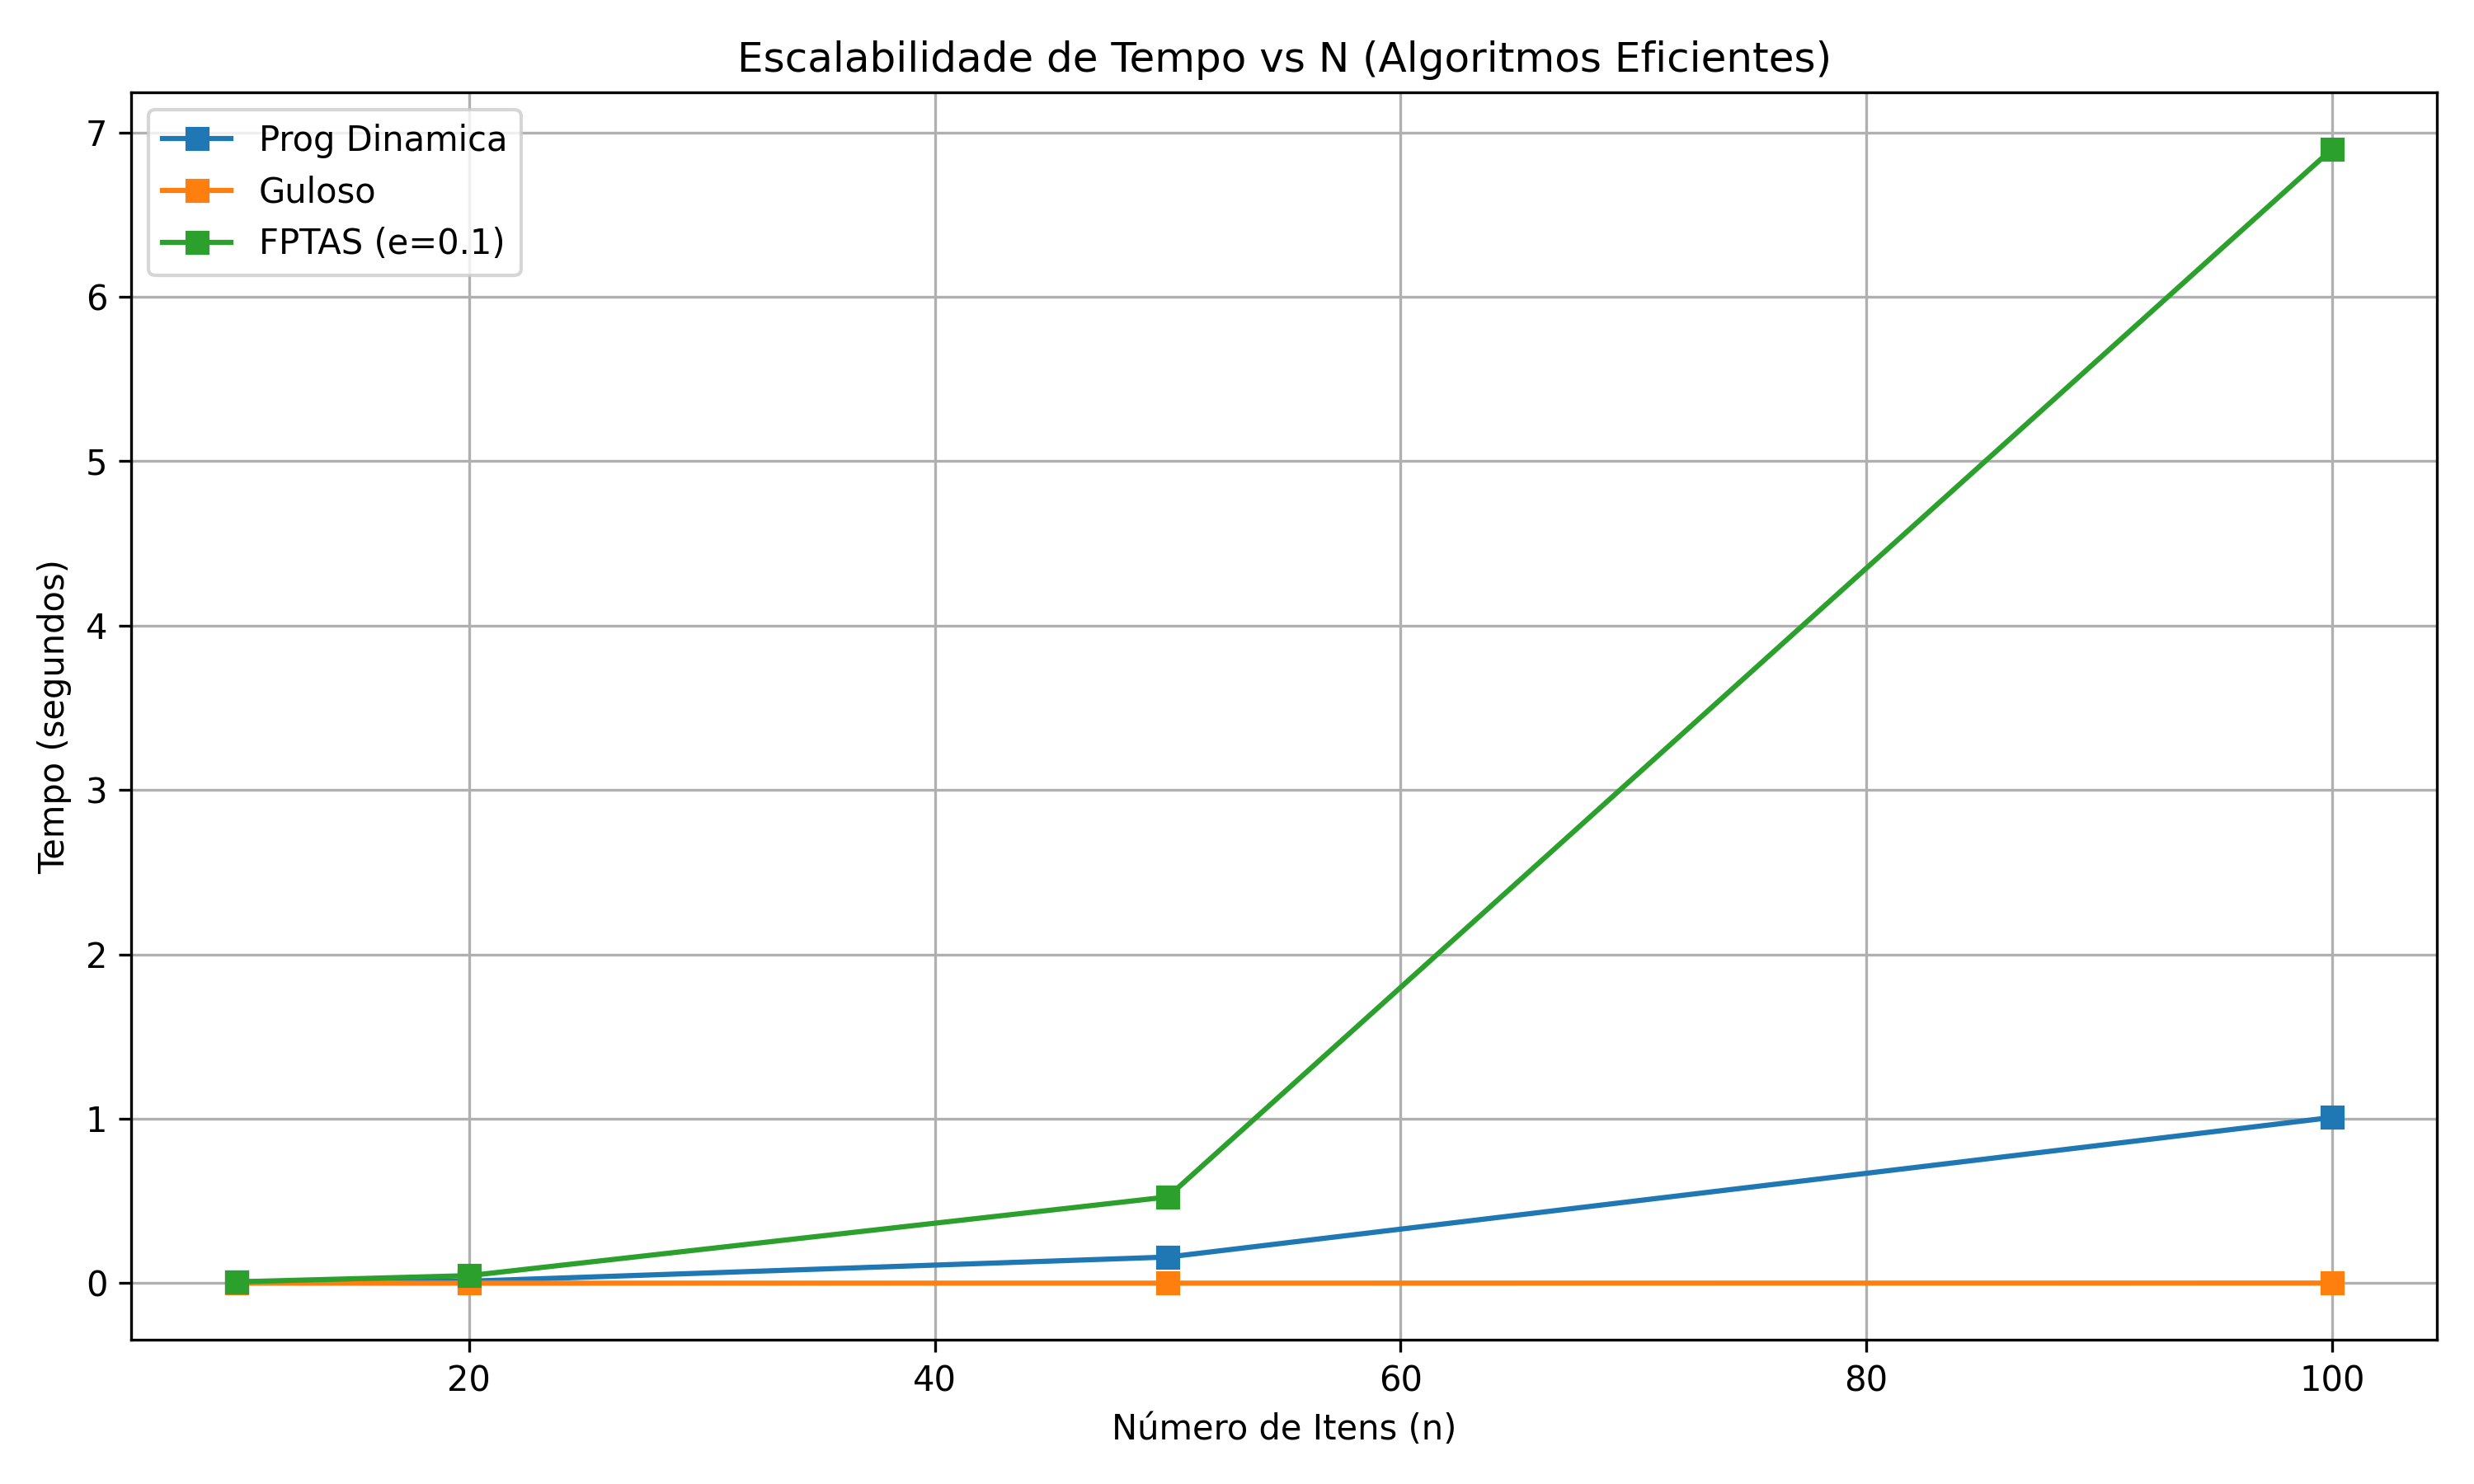 Escalabilidade de Tempo vs N (Algoritmos Eficientes)
Prog Dinamica
Guloso
FPTAS (e=0.1)
7
6
5
4
3
2
1
0
Tempo (segundos)
20 40 60 80 100
Número de Itens (n)